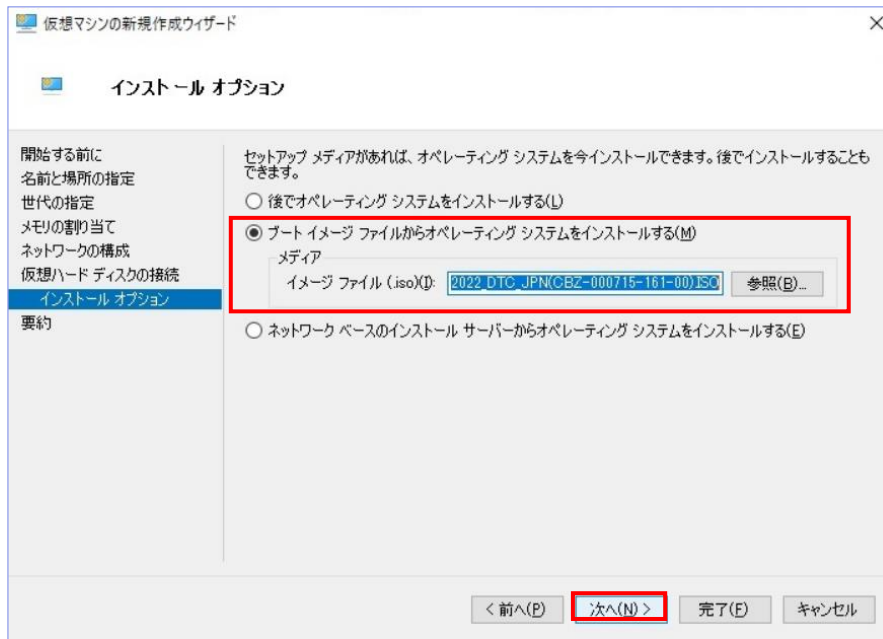 仮想マシンの新規作成ウィザード
インストール オプション
開始する前に
名前と場所の指定
世代の指定
メモリの割り当て
ネットワークの構成
仮想ハード ディスクの接続
インストール オプション
要約
セットアップ メディアがあれば、オペレーティング システムを今インストールできます。後でインストールすることも
できます。
後でオペレーティング システムをインストールする(L)
ブート イメージ ファイルからオペレーティング システムをインストールする(M)
メディア
イメージ ファイル (.iso)(I): 2022_DTC_JPN(CBZ-000715-161-00).ISO 参照(B)...
ネットワーク ベースのインストール サーバーからオペレーティング システムをインストールする(E)
< 前へ(P) 次へ(N) > 完了(F) キャンセル